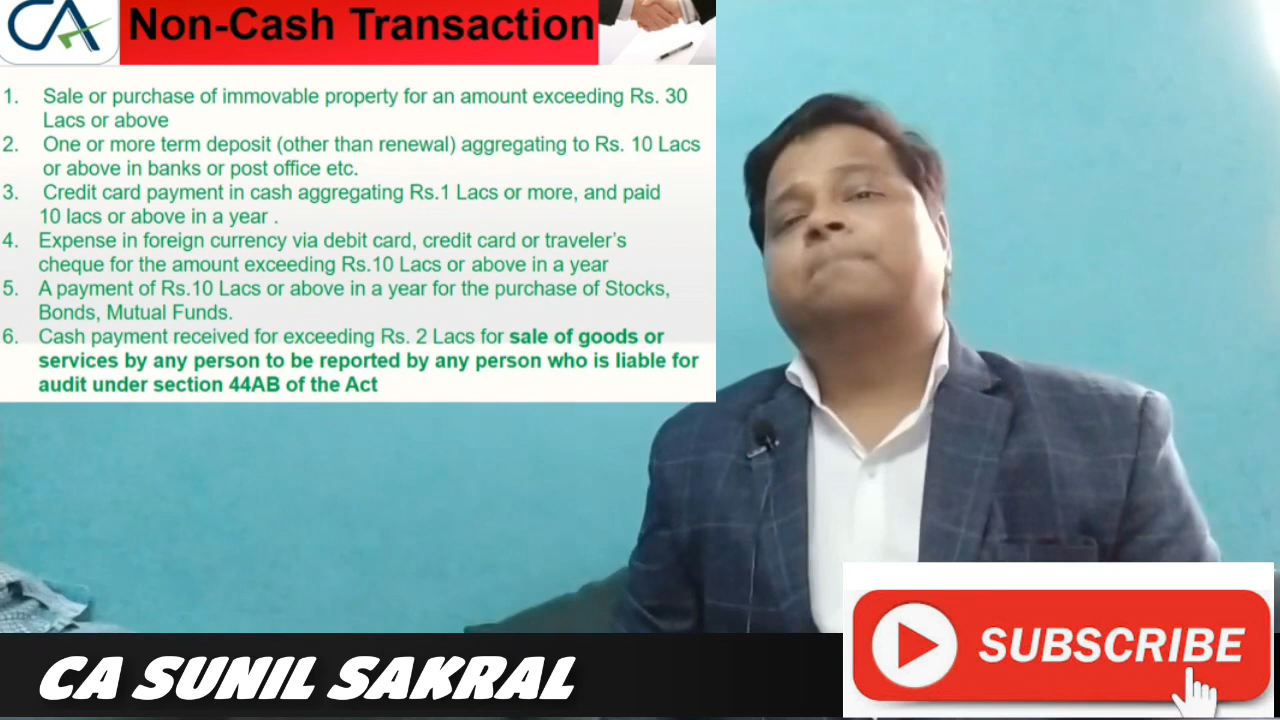 CA
Non-Cash Transaction
1. Sale or purchase of immovable property for an amount exceeding Rs. 30
Lacs or above
2. One or more term deposit (other than renewal) aggregating to Rs. 10 Lacs
or above in banks or post office etc.
3. Credit card payment in cash aggregating Rs.1 Lacs or more, and paid
10 lacs or above in a year .
4. Expense in foreign currency via debit card, credit card or traveler's
cheque for the amount exceeding Rs.10 Lacs or above in a year
5. A payment of Rs.10 Lacs or above in a year for the purchase of Stocks,
Bonds, Mutual Funds.
6. Cash payment received for exceeding Rs. 2 Lacs for sale of goods or
services by any person to be reported by any person who is liable for
audit under section 44AB of the Act
CA SUNIL SAKRAL
SUBSCRIBE